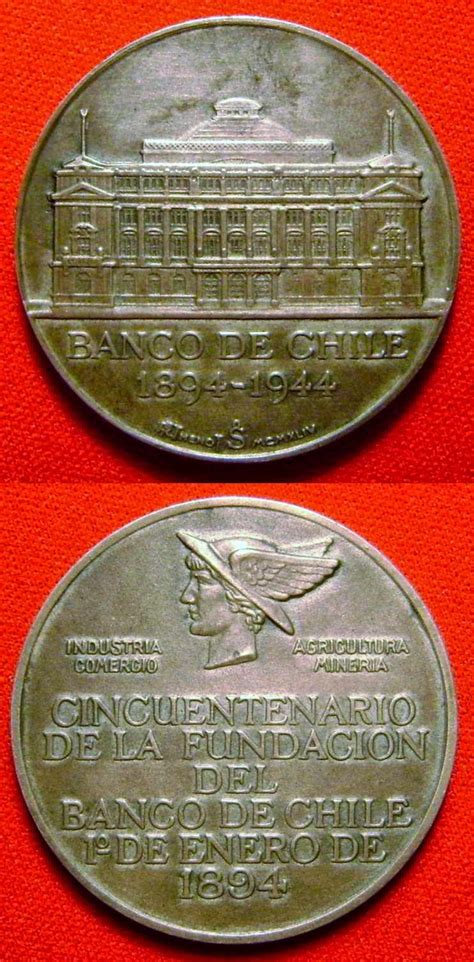 BANCO DE CHILE
1894-1944
R. THENOT S MCMXLIV
INDUSTRIA
COMERCIO
AGRICULTURA
MINERIA
CINCUENTENARIO
DE LA FUNDACION
DEL
BANCO DE CHILE
1º DE ENERO DE
1894